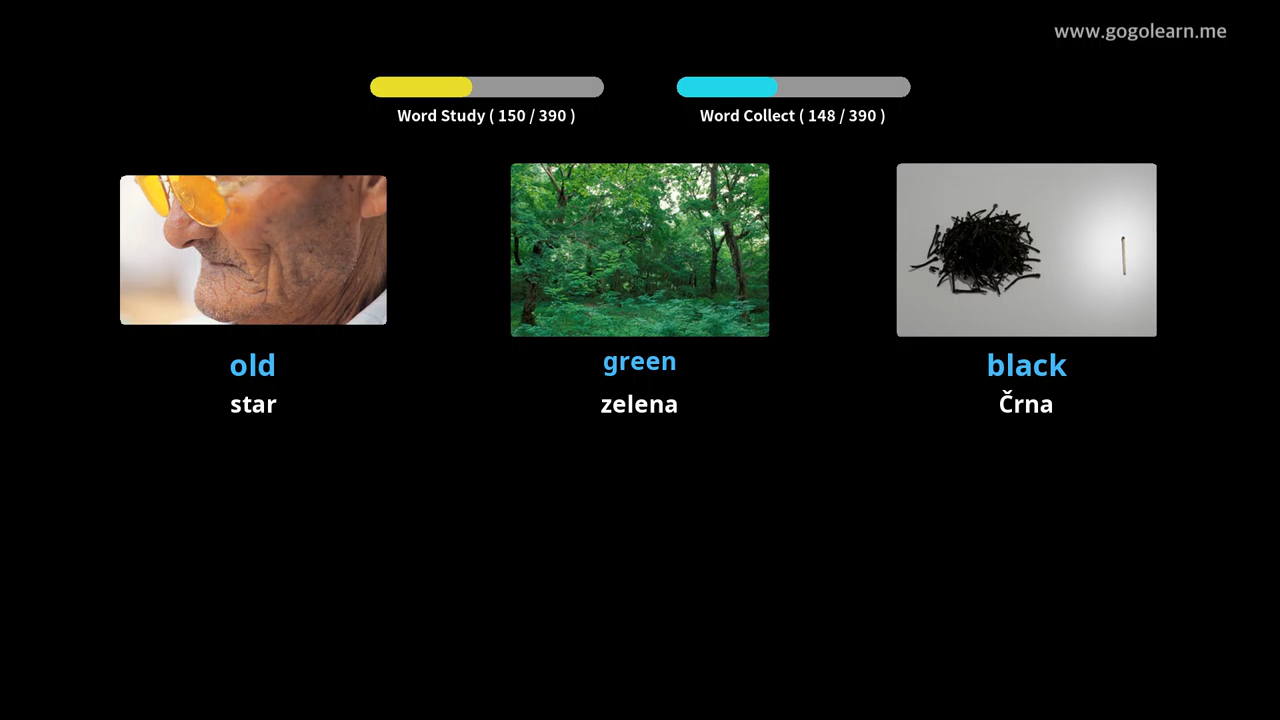 www.gogolearn.me
Word Study ( 150 / 390 )
Word Collect ( 148 / 390 )
old
green
black
star
zelena
Črna